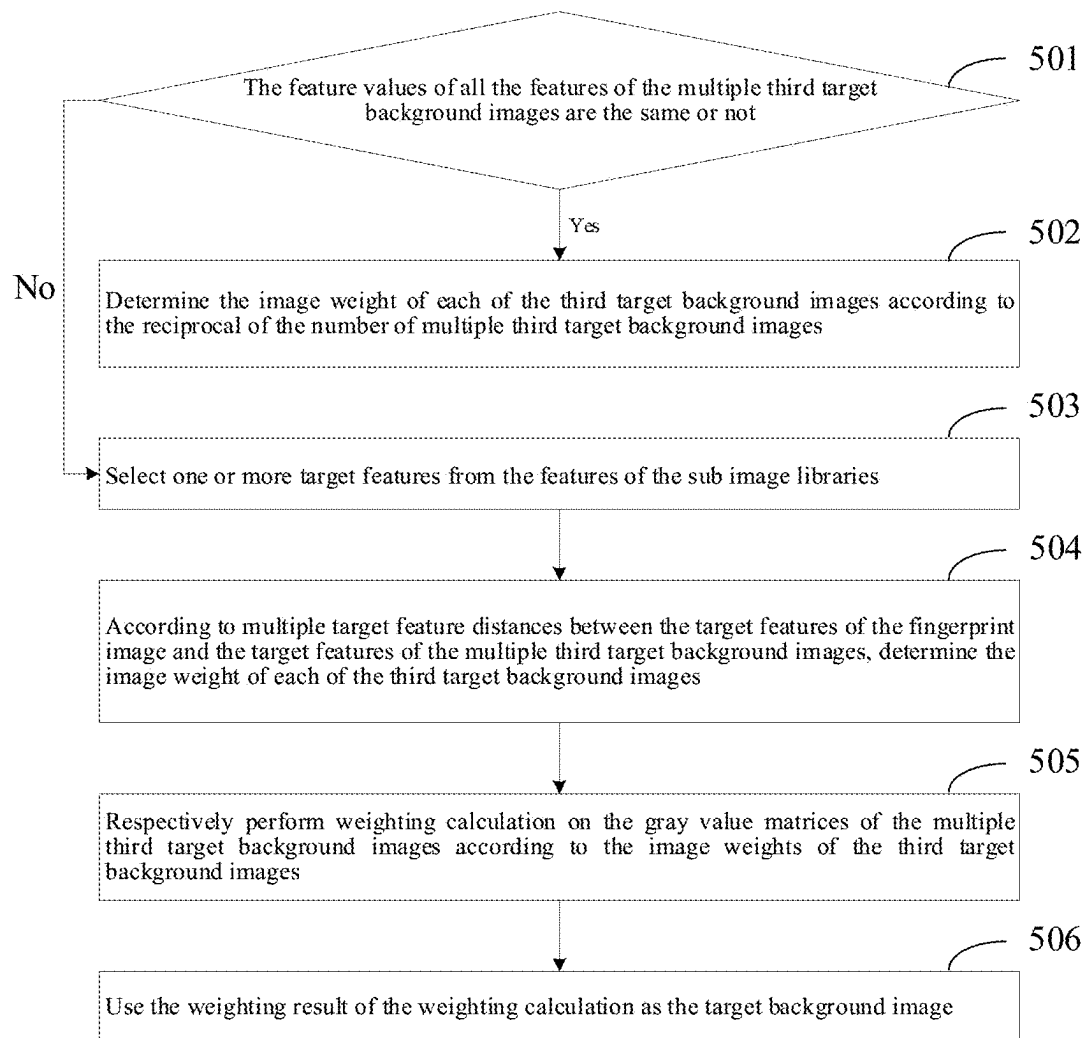 501
The feature values of all the features of the multiple third target
background images are the same or not
Yes
502
No
Determine the image weight of each of the third target background images according to
the reciprocal of the number of multiple third target background images
503
Select one or more target features from the features of the sub image libraries
504
According to multiple target feature distances between the target features of the fingerprint
image and the target features of the multiple third target background images, determine the
image weight of each of the third target background images
505
Respectively perform weighting calculation on the gray value matrices of the multiple
third target background images according to the image weights of the third target
background images
506
Use the weighting result of the weighting calculation as the target background image